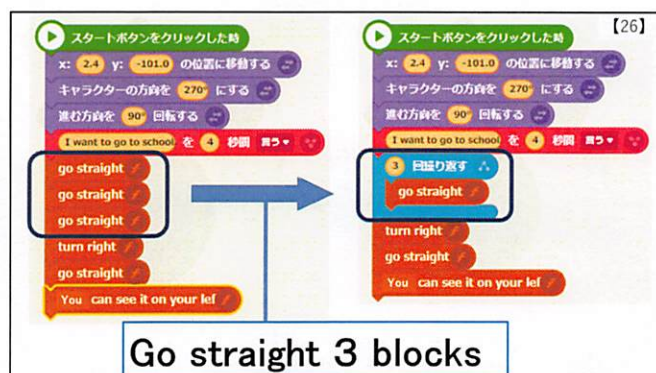 【26】
スタートボタンをクリックした時
x: 2.4 y: -101.0 の位置に移動する
キャラクターの方向を 270° にする
進む方向を 90° 回転する
I want to go to school. を 4 秒間 言う
go straight
go straight
go straight
turn right
go straight
You can see it on your lef
スタートボタンをクリックした時
x: 2.4 y: -101.0 の位置に移動する
キャラクターの方向を 270° にする
進む方向を 90° 回転する
I want to go to school. を 4 秒間 言う
3 回繰り返す
go straight
turn right
go straight
You can see it on your lef
Go straight 3 blocks